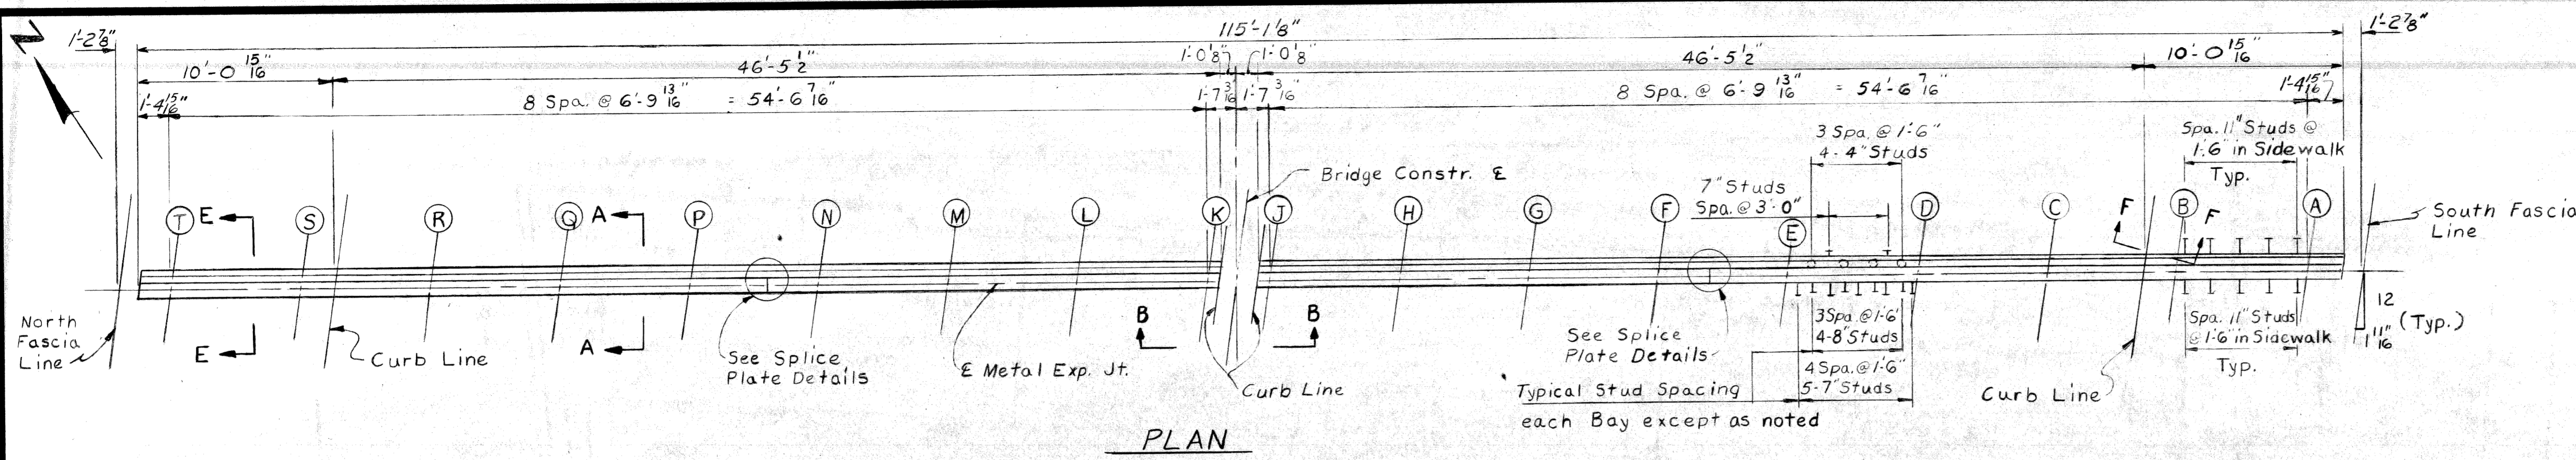 115'-1⅛"
1'-2⅞"
1'-2⅞"
10'-0 15/16"
46'-5½"
1'-0⅛"
1'-0⅛"
46'-5½"
10'-0 15/16"
1'-4 15/16"
8 Spa. @ 6'-9 13/16" = 54'-6 7/16"
1'-7 3/16"
1'-7 3/16"
8 Spa. @ 6'-9 13/16" = 54'-6 7/16"
1'-4 15/16"
3 Spa. @ 1'-6"
4-4" Studs
Spa. 11" Studs @
1'-6" in Sidewalk
Typ.
Bridge Constr. ℄
7" Studs
Spa. @ 3'-0"
T
E
S
R
Q
A
P
N
M
L
K
J
H
G
F
E
D
C
F
B
F
A
South Fascia
Line
North
Fascia
Line
E
Curb Line
A
See Splice
Plate Details
℄ Metal Exp. Jt.
B
B
Curb Line
See Splice
Plate Details
3 Spa. @ 1'-6"
4-8" Studs
4 Spa. @ 1'-6"
5-7" Studs
Typical Stud Spacing
each Bay except as noted
Curb Line
Spa. 11" Studs
@ 1'-6" in Sidewalk
Typ.
12
1 11/16"
(Typ.)
1
1
PLAN